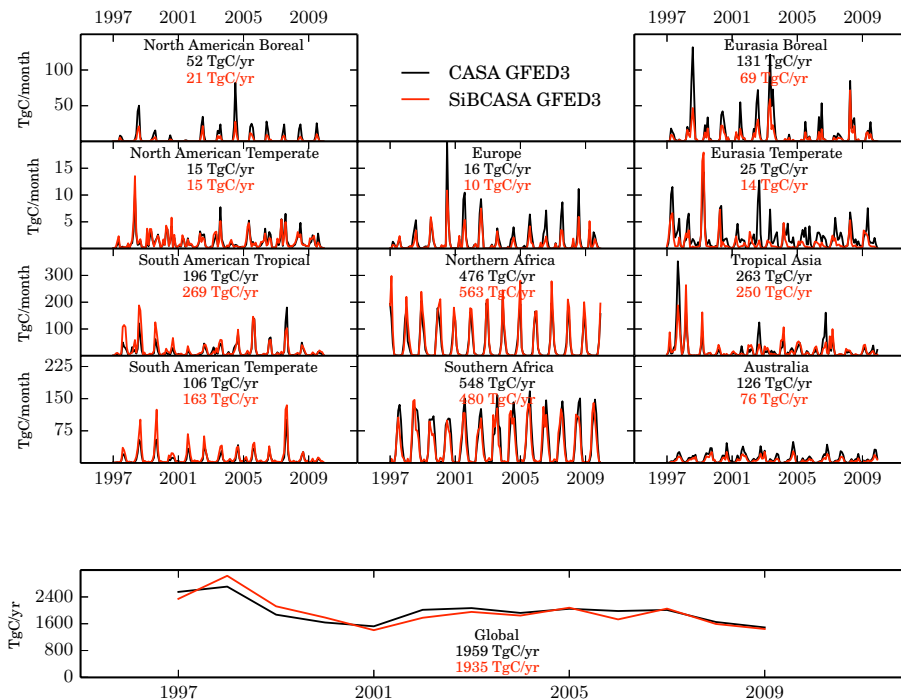 1997 2001 2005 2009
1997 2001 2005 2009
North American Boreal
52 TgC/yr
21 TgC/yr
TgC/month
100
50
CASA GFED3
SiBCASA GFED3
Eurasia Boreal
131 TgC/yr
69 TgC/yr
North American Temperate
15 TgC/yr
15 TgC/yr
TgC/month
15
10
5
Europe
16 TgC/yr
10 TgC/yr
Eurasia Temperate
25 TgC/yr
14 TgC/yr
South American Tropical
196 TgC/yr
269 TgC/yr
TgC/month
300
200
100
Northern Africa
476 TgC/yr
563 TgC/yr
Tropical Asia
263 TgC/yr
250 TgC/yr
South American Temperate
106 TgC/yr
163 TgC/yr
TgC/month
225
150
75
Southern Africa
548 TgC/yr
480 TgC/yr
Australia
126 TgC/yr
76 TgC/yr
1997 2001 2005 2009
1997 2001 2005 2009
1997 2001 2005 2009
TgC/yr
2400
1600
800
0
Global
1959 TgC/yr
1935 TgC/yr
1997 2001 2005 2009